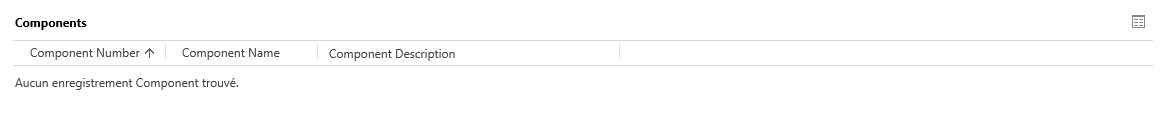 Components
Component Number Component Name Component Description
Aucun enregistrement Component trouvé.